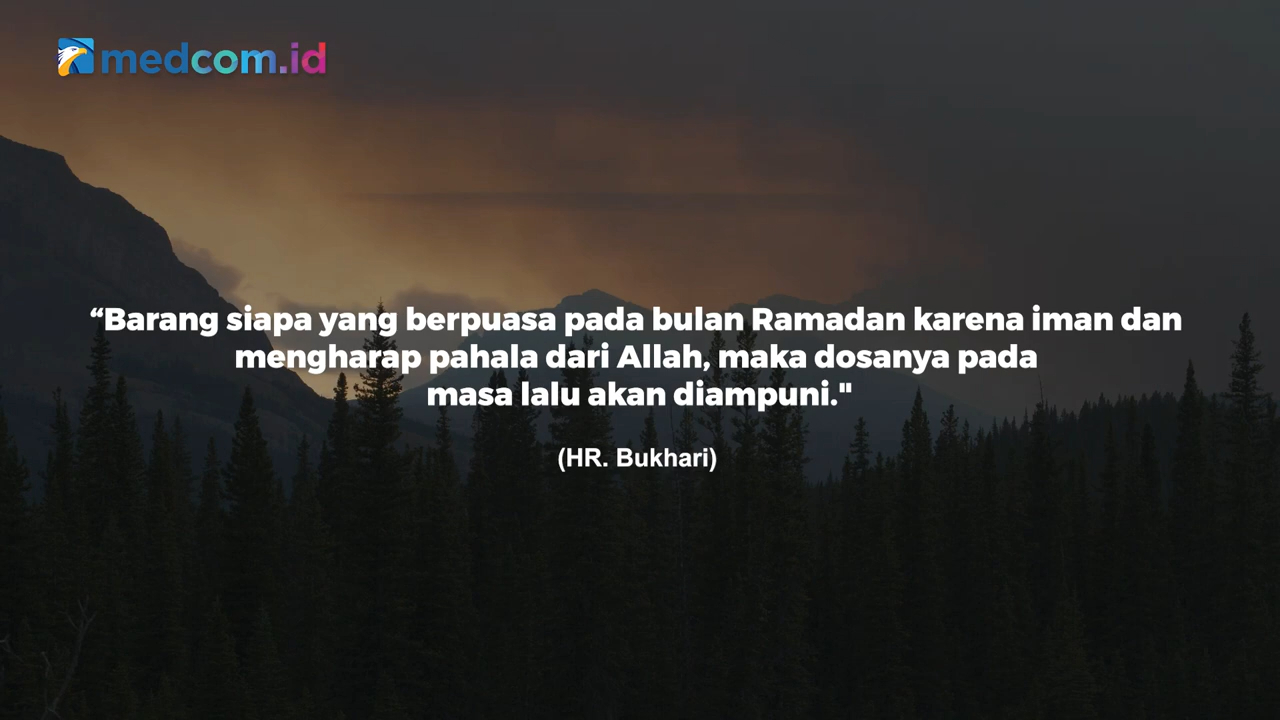 medcom.id
“Barang siapa yang berpuasa pada bulan Ramadan karena iman dan
mengharap pahala dari Allah, maka dosanya pada
masa lalu akan diampuni."
(HR. Bukhari)